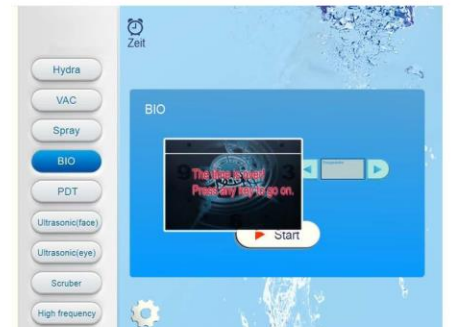 Zeit
Hydra
VAC
Spray
BIO
PDT
Ultrasonic(face)
Ultrasonic(eye)
Scruber
High frequency
BIO
The time is over!
Press any key to go on.
Start